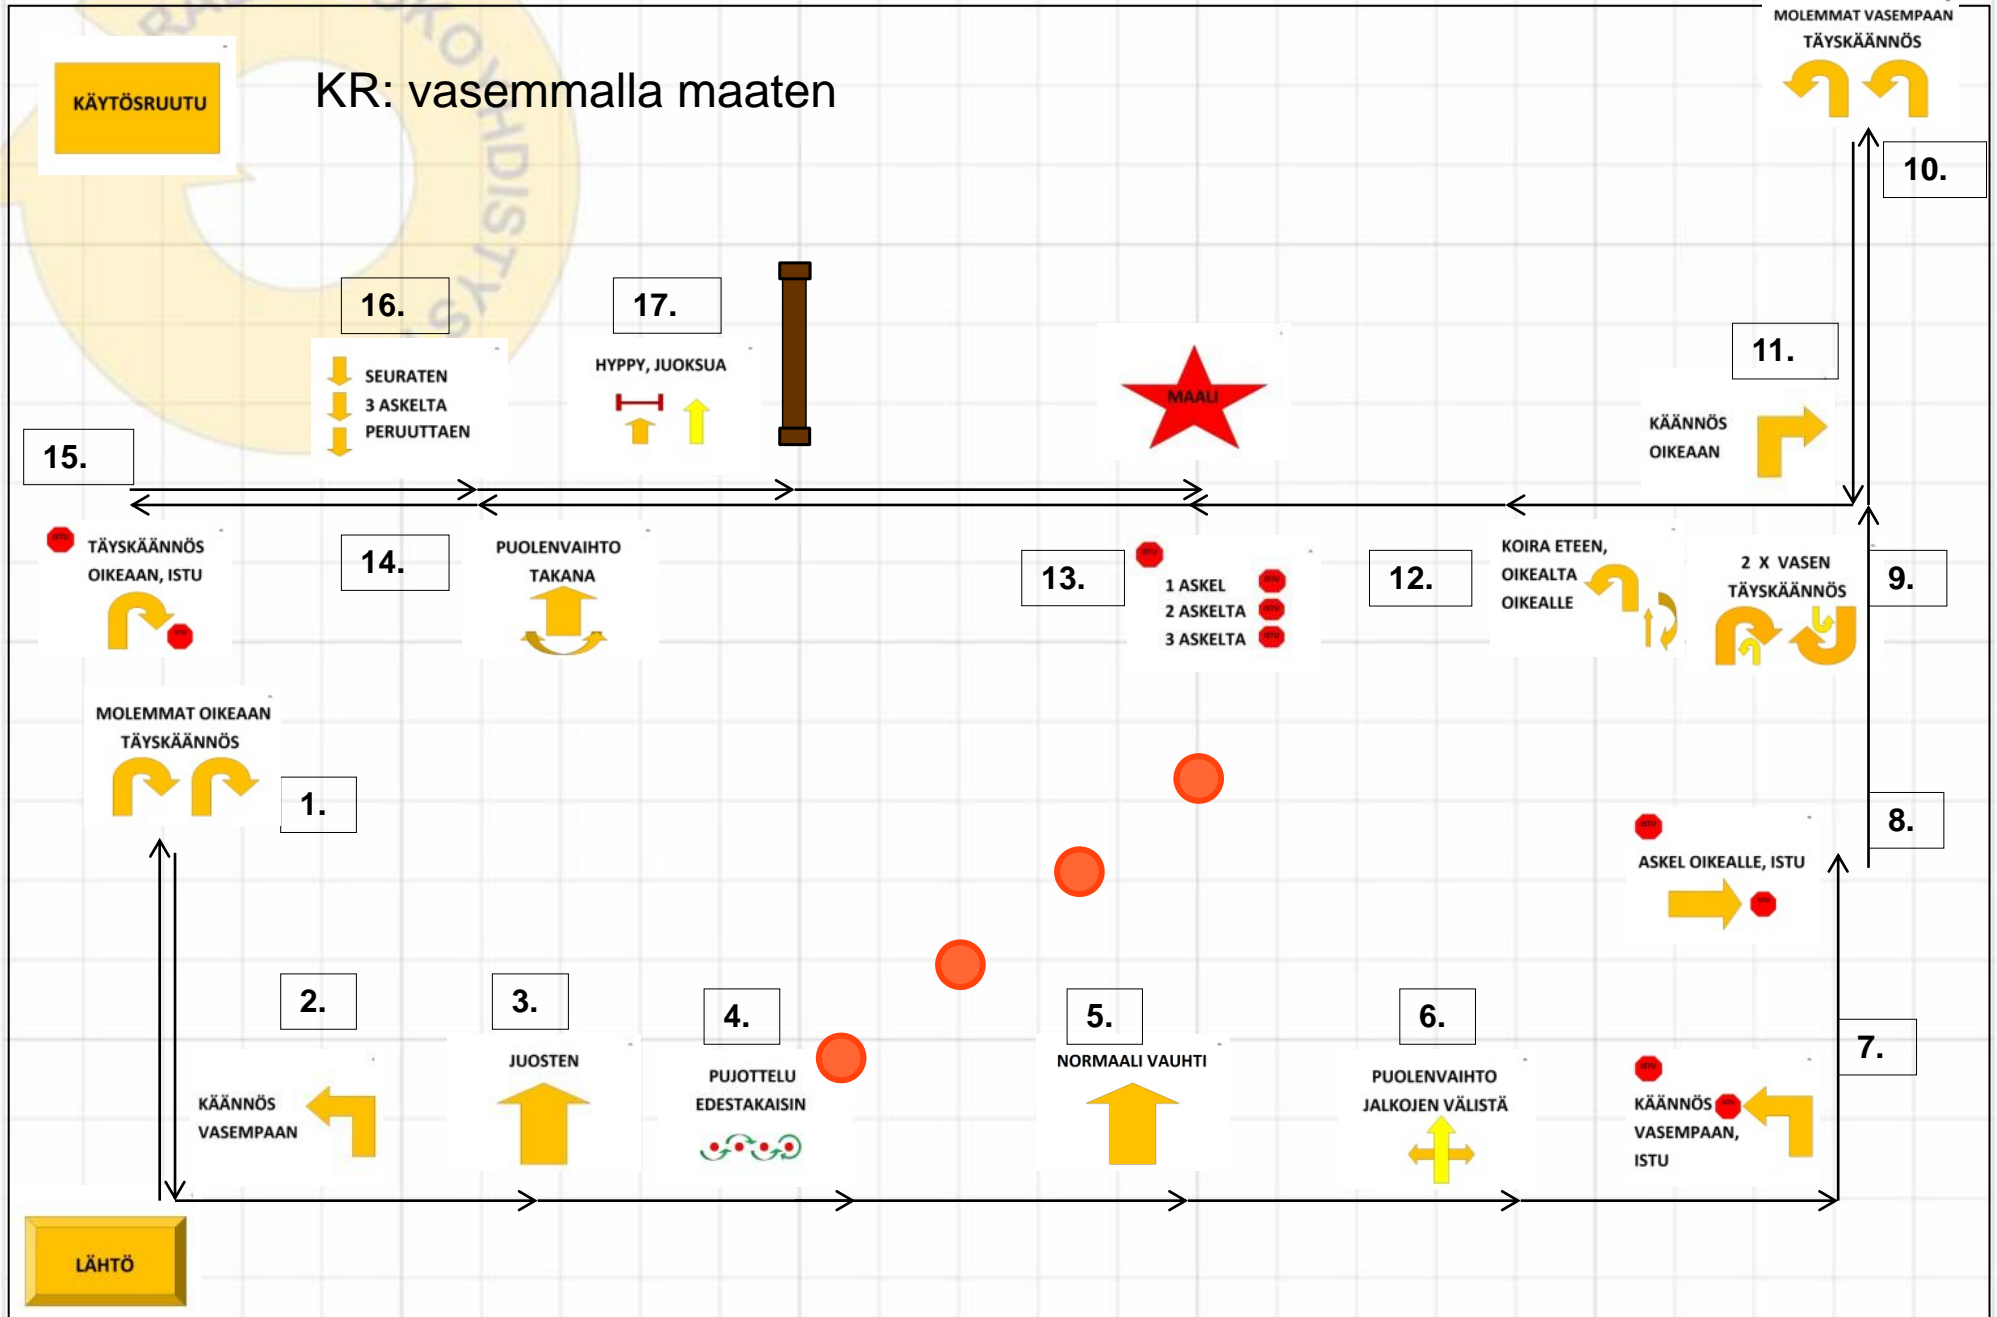 KÄYTÖSRUUTU
KR: vasemmalla maaten
MOLEMMAT VASEMPAAN
TÄYSKÄÄNNÖS
10.
16.
SEURATEN
3 ASKELTA
PERUUTTAEN
17.
HYPPY, JUOKSUA
MAALI
11.
KÄÄNNÖS
OIKEAAN
15.
TÄYSKÄÄNNÖS
OIKEAAN, ISTU
14.
PUOLENVAIHTO
TAKANA
13.
1 ASKEL
2 ASKELTA
3 ASKELTA
12.
KOIRA ETEEN,
OIKEALTA
OIKEALLE
2 X VASEN
TÄYSKÄÄNNÖS
9.
MOLEMMAT OIKEAAN
TÄYSKÄÄNNÖS
1.
8.
ASKEL OIKEALLE, ISTU
2.
KÄÄNNÖS
VASEMPAAN
3.
JUOSTEN
4.
PUJOTTELU
EDESTAKAISIN
5.
NORMAALI VAUHTI
6.
PUOLENVAIHTO
JALKOJEN VÄLISTÄ
7.
KÄÄNNÖS
VASEMPAAN,
ISTU
LÄHTÖ